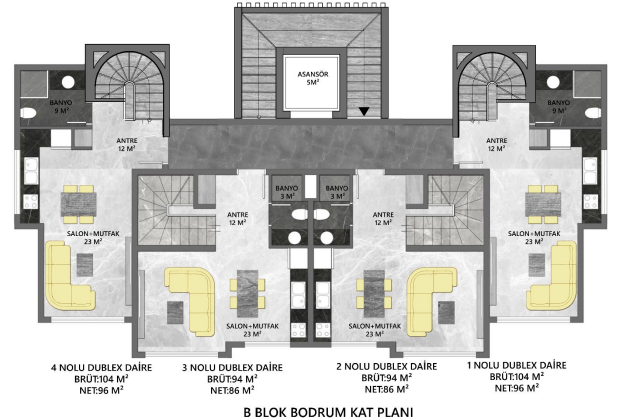 ASANSÖR
5M²
BANYO
9 M²
BANYO
9 M²
ANTRE
12 M²
ANTRE
12 M²
BANYO
3 M²
BANYO
3 M²
ANTRE
12 M²
ANTRE
12 M²
SALON+MUTFAK
23 M²
SALON+MUTFAK
23 M²
SALON+MUTFAK
23 M²
SALON+MUTFAK
23 M²
4 NOLU DUBLEX DAİRE
BRÜT:104 M²
NET:96 M²
3 NOLU DUBLEX DAİRE
BRÜT:94 M²
NET:86 M²
2 NOLU DUBLEX DAİRE
BRÜT:94 M²
NET:86 M²
1 NOLU DUBLEX DAİRE
BRÜT:104 M²
NET:96 M²
B BLOK BODRUM KAT PLANI